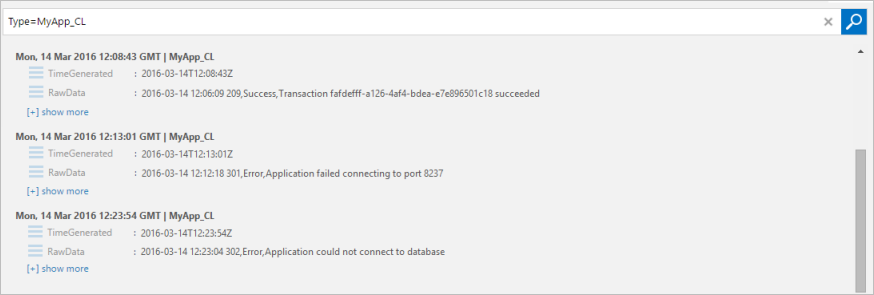 Type=MyApp_CL
Mon, 14 Mar 2016 12:08:43 GMT | MyApp_CL
TimeGenerated : 2016-03-14T12:08:43Z
RawData : 2016-03-14 12:06:09 209,Success,Transaction fafdefff-a126-4af4-bdea-e7e896501c18 succeeded
[+] show more
Mon, 14 Mar 2016 12:13:01 GMT | MyApp_CL
TimeGenerated : 2016-03-14T12:13:01Z
RawData : 2016-03-14 12:12:18 301,Error,Application failed connecting to port 8237
[+] show more
Mon, 14 Mar 2016 12:23:54 GMT | MyApp_CL
TimeGenerated : 2016-03-14T12:23:54Z
RawData : 2016-03-14 12:23:04 302,Error,Application could not connect to database
[+] show more